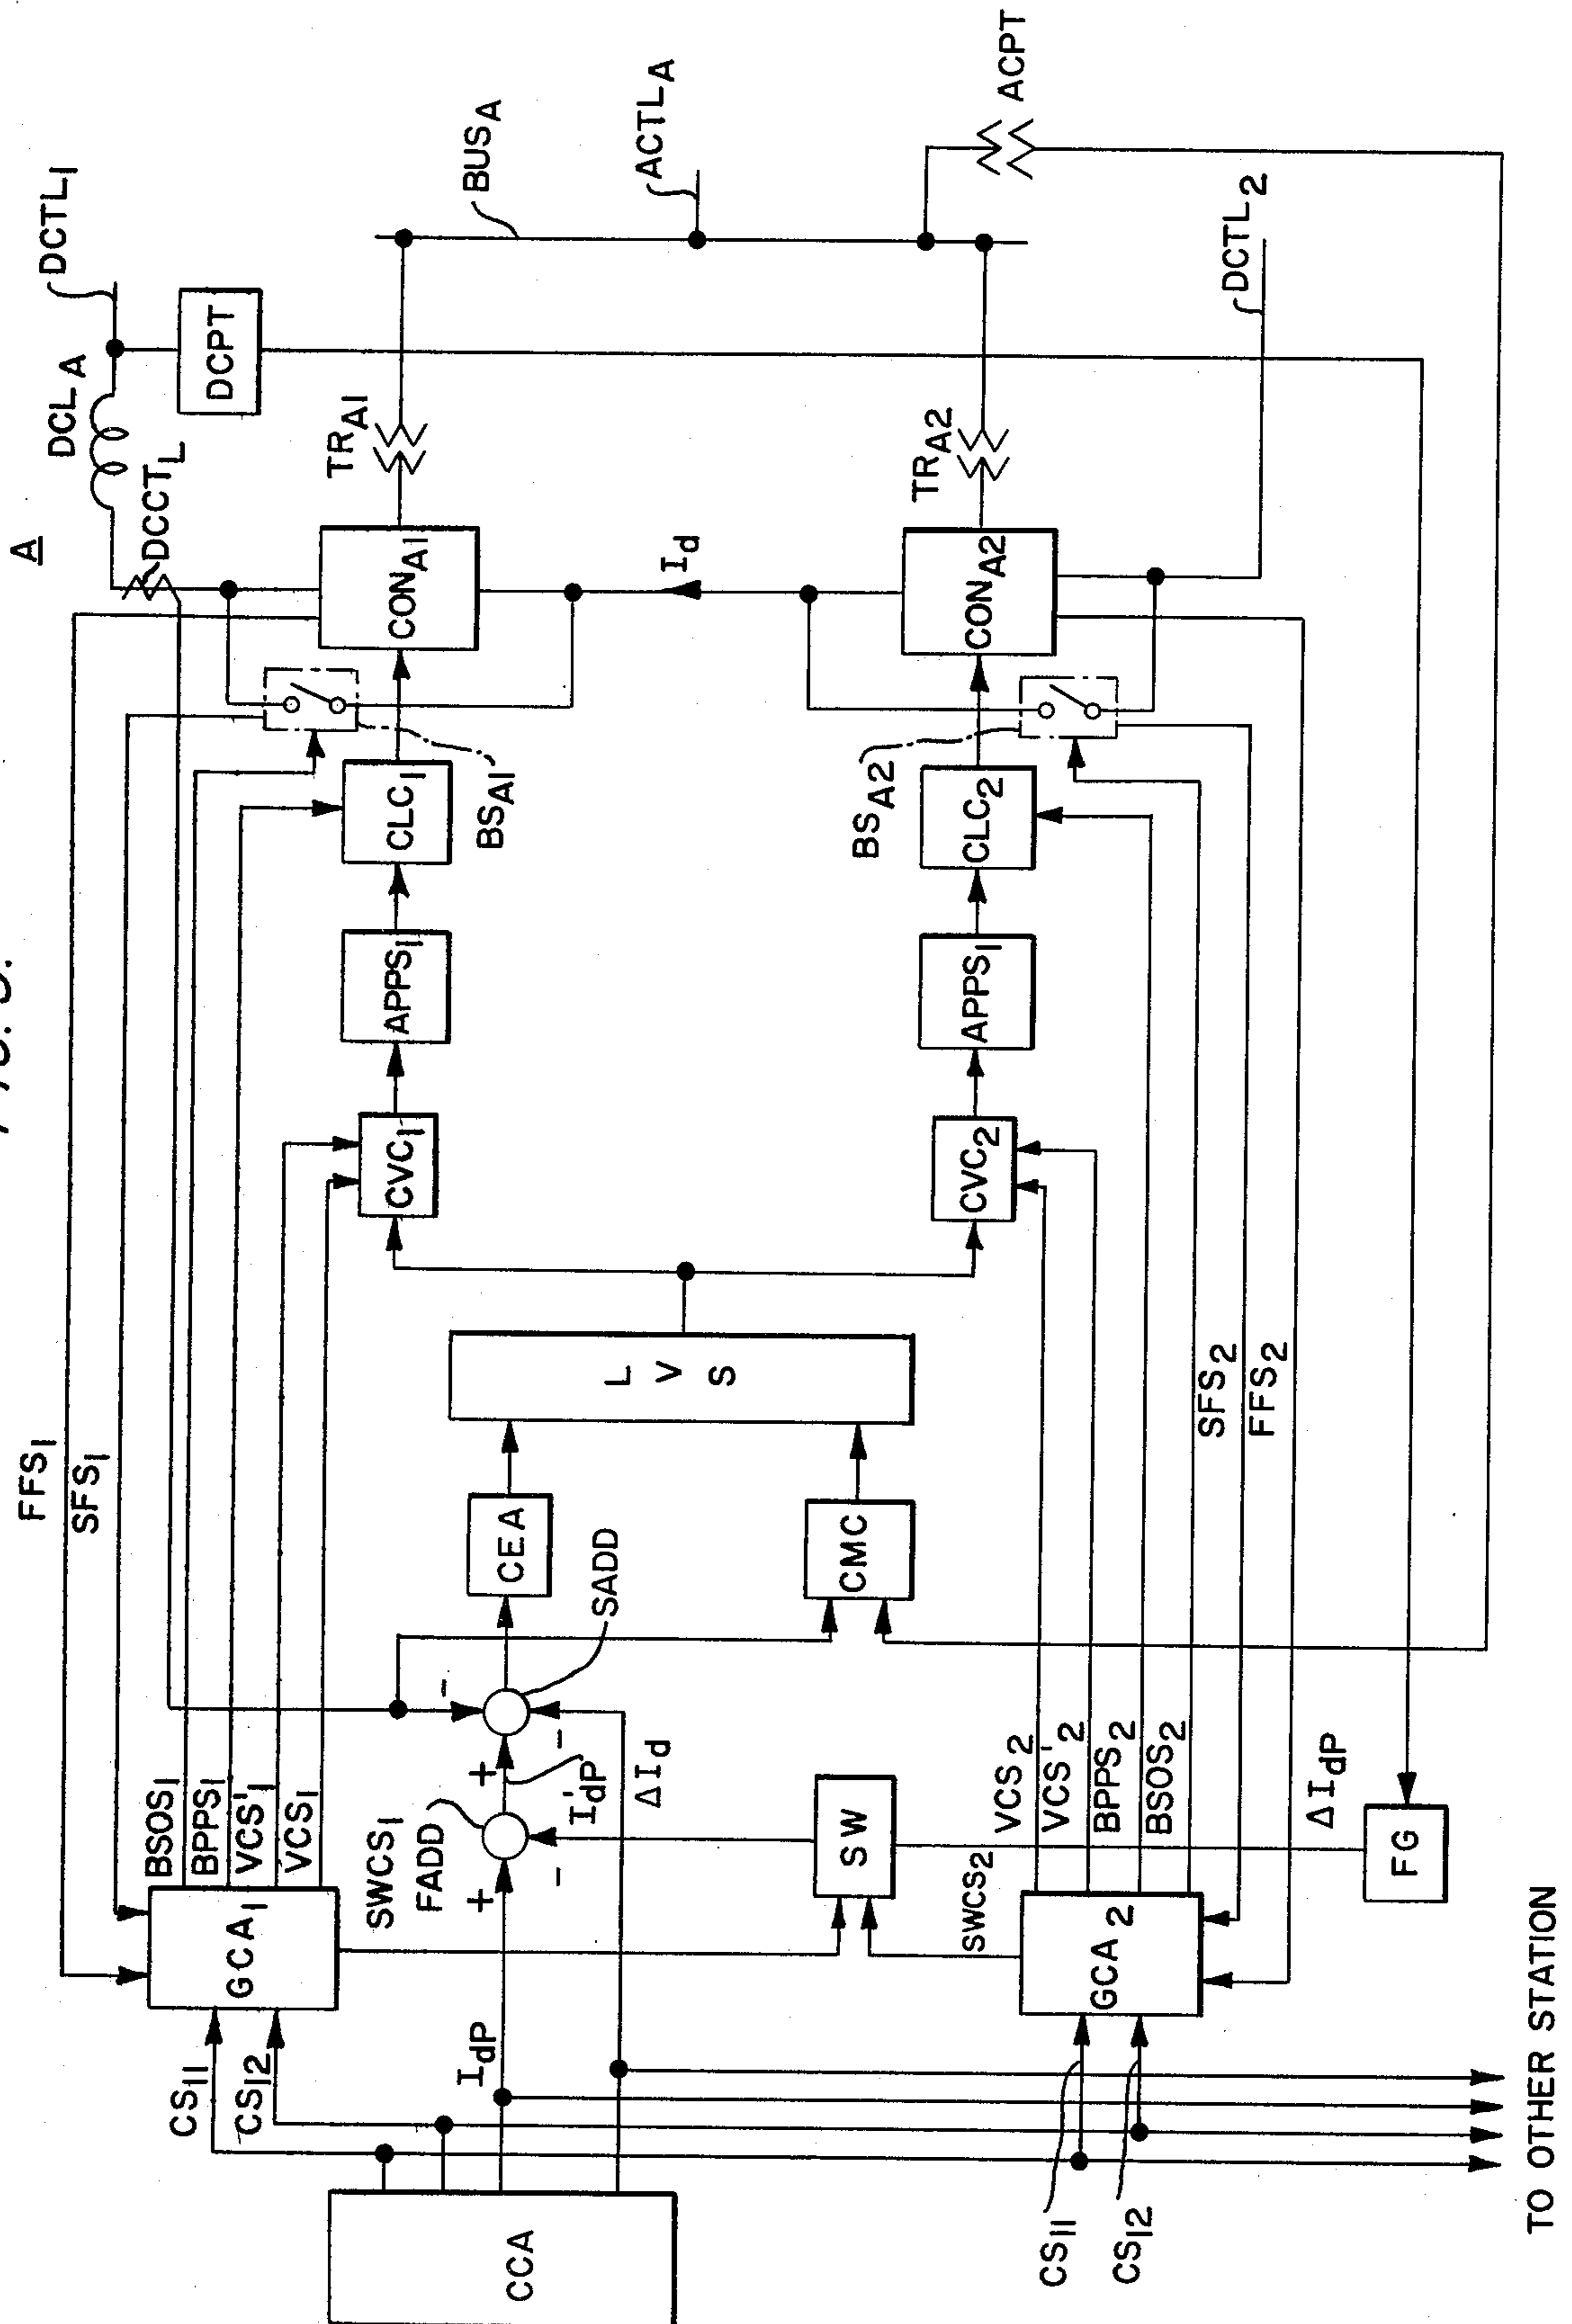 A
DCTL1
DCLA
DCPT
DCCTL
BUSA
ACTLA
ACPT
TRA1
CONA1
Id
TRA2
CONA2
DCTL2
BSA1
BSA2
CLC1
CLC2
APPS1
APPS1
CVC1
CVC2
L V S
FFS1
SFS1
SFS2
FFS2
CEA
CMC
SADD
-
+
-
I'dP
ΔId
SWCS1
FADD
+
-
SW
BSOS1
BPPS1
VCS'1
VCS1
VCS2
VCS'2
BPPS2
BSOS2
ΔIdP
GCA1
SWCS2
GCA2
FG
CS11
CS12
IdP
CCA
CS11
CS12
TO OTHER STATION